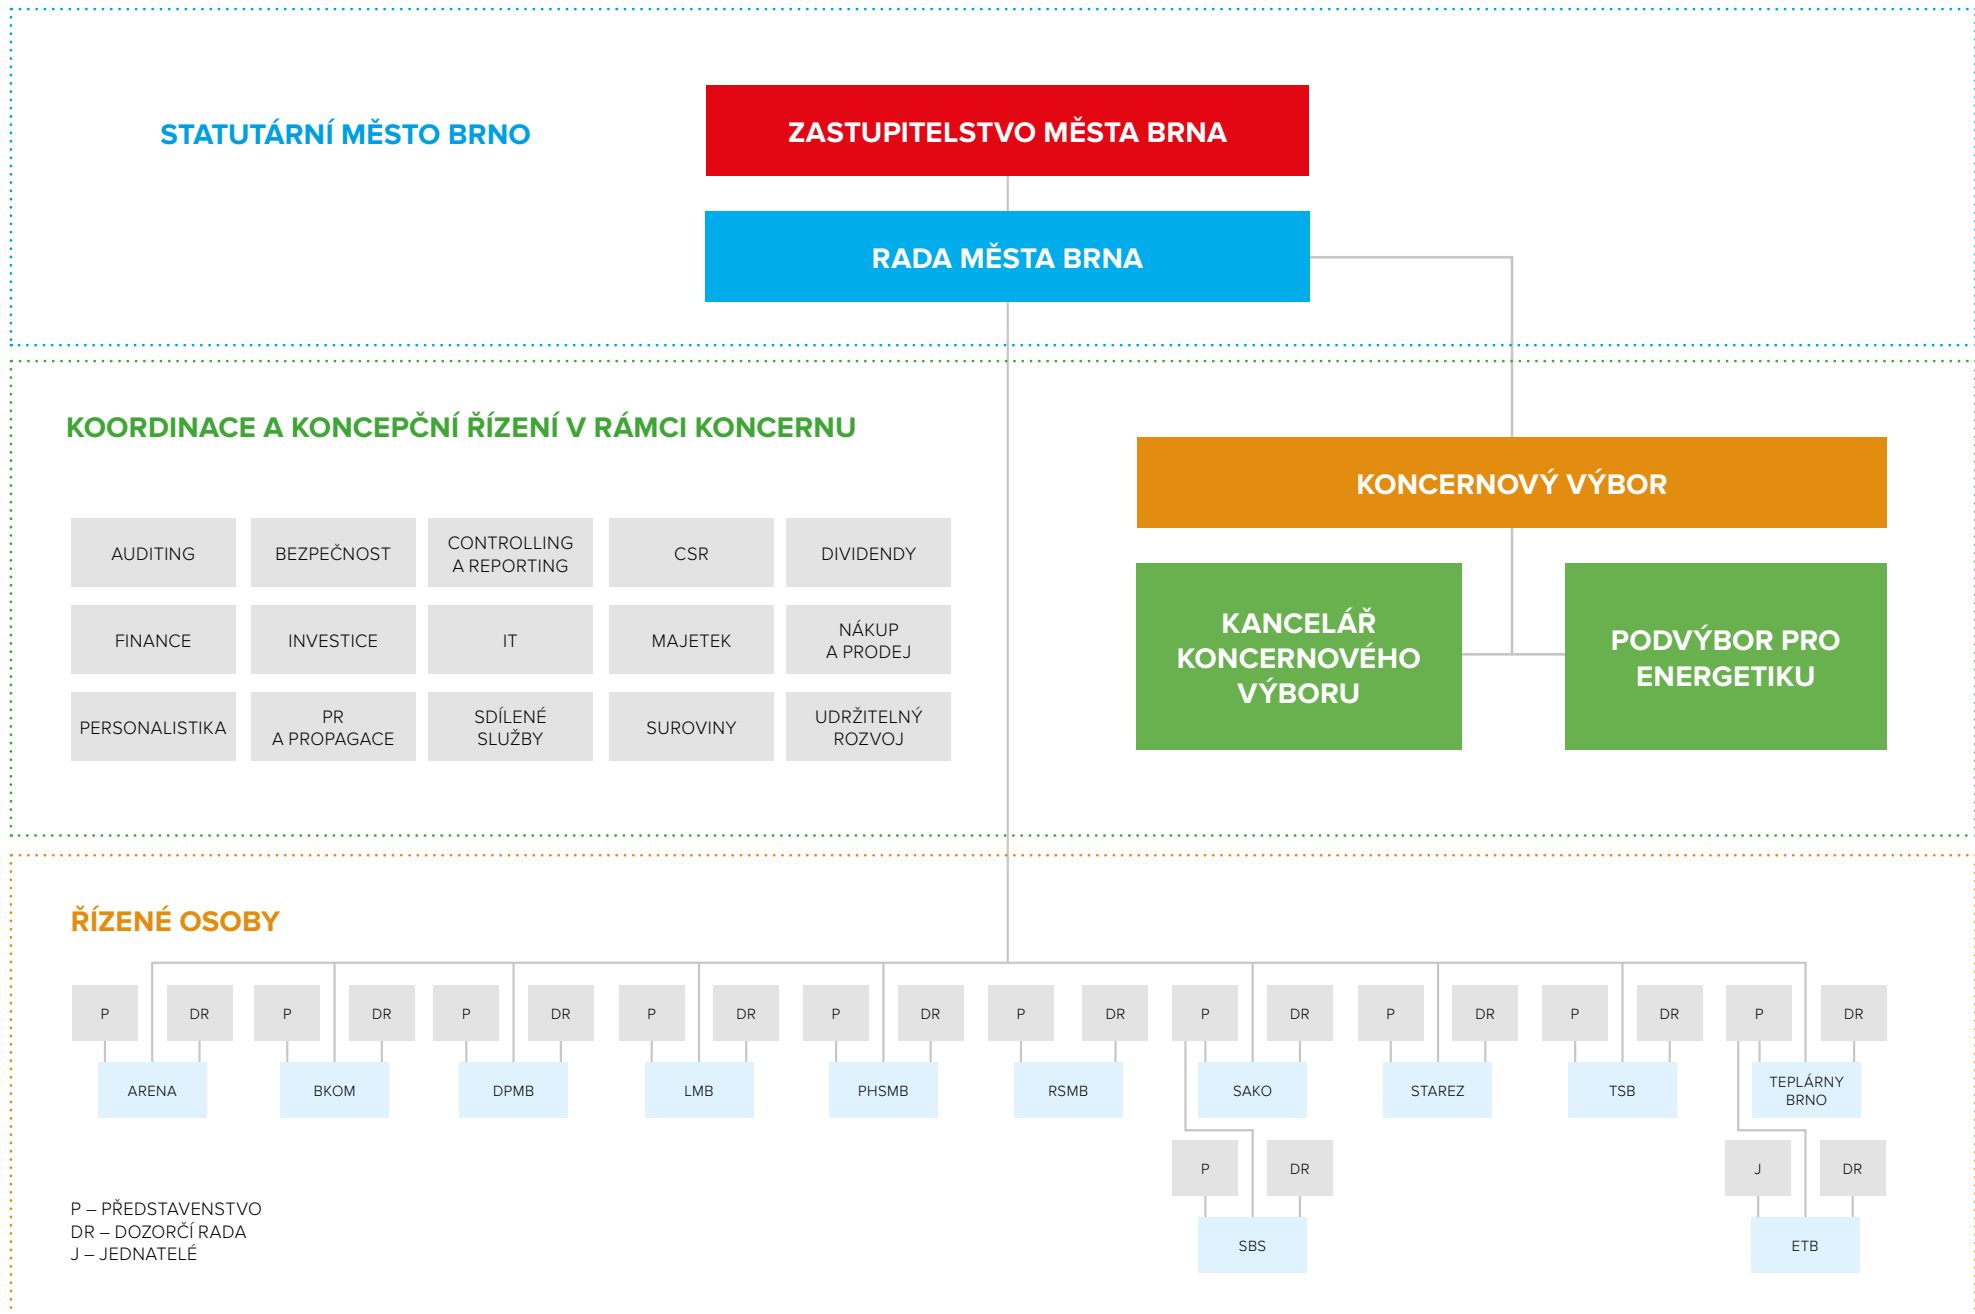 STATUTÁRNÍ MĚSTO BRNO
ZASTUPITELSTVO MĚSTA BRNA
RADA MĚSTA BRNA
KOORDINACE A KONCEPČNÍ ŘÍZENÍ V RÁMCI KONCERNU
AUDITING
BEZPEČNOST
CONTROLLING
A REPORTING
CSR
DIVIDENDY
FINANCE
INVESTICE
IT
MAJETEK
NÁKUP
A PRODEJ
PERSONALISTIKA
PR
A PROPAGACE
SDÍLENÉ
SLUŽBY
SUROVINY
UDRŽITELNÝ
ROZVOJ
KONCERNOVÝ VÝBOR
KANCELÁŘ
KONCERNOVÉHO
VÝBORU
PODVÝBOR PRO
ENERGETIKU
ŘÍZENÉ OSOBY
P
DR
P
DR
P
DR
P
DR
P
DR
P
DR
P
DR
P
DR
P
DR
P
DR
ARENA
BKOM
DPMB
LMB
PHSMB
RSMB
SAKO
STAREZ
TSB
TEPLÁRNY
BRNO
P
DR
J
DR
SBS
ETB
P – PŘEDSTAVENSTVO
DR – DOZORČÍ RADA
J – JEDNATELÉ